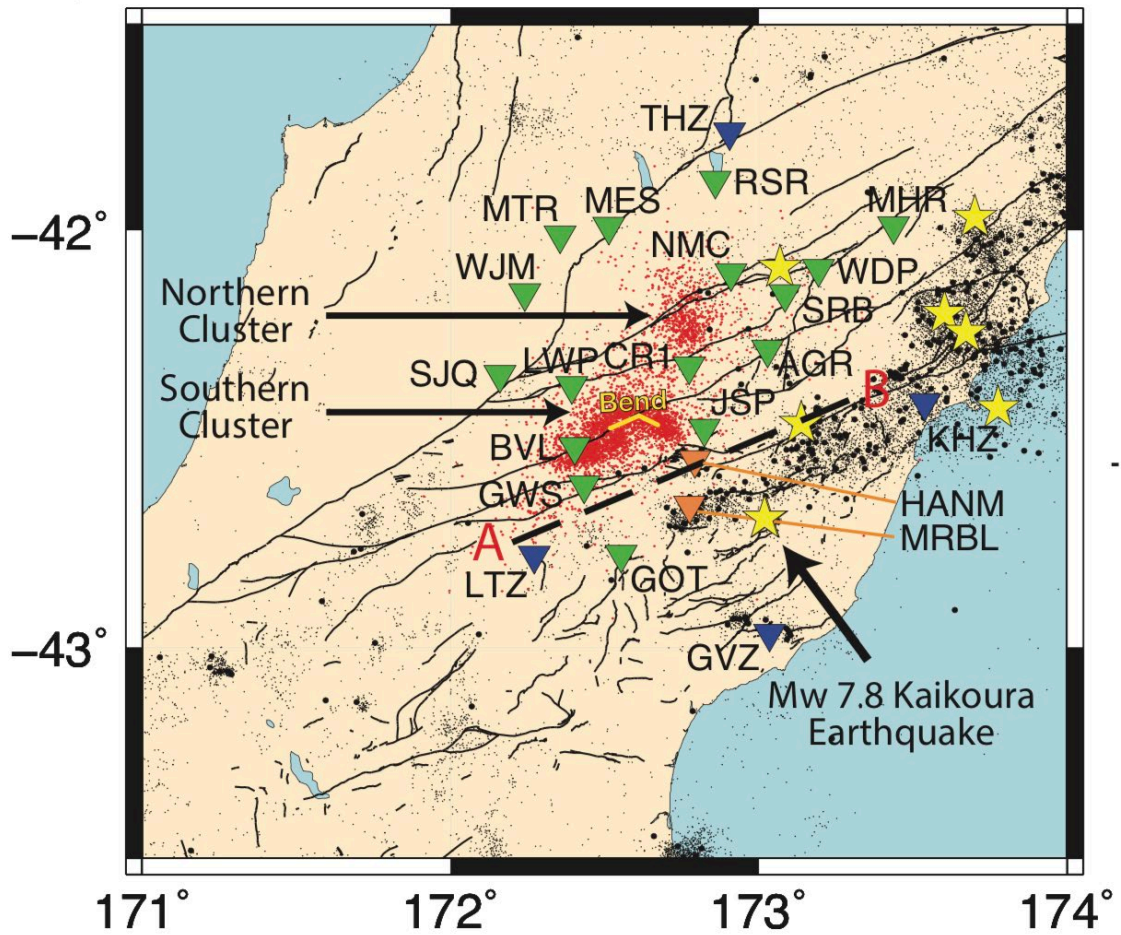 THZ
RSR
MES
MTR
MHR
−42°
NMC
WJM
WDP
Northern
Cluster
SRB
LWP
CR1
AGR
SJQ
Southern
Cluster
Bend
JSP
B
BVL
KHZ
GWS
HANM
MRBL
A
LTZ
GOT
−43°
GVZ
Mw 7.8 Kaikoura
Earthquake
171°
172°
173°
174°
-